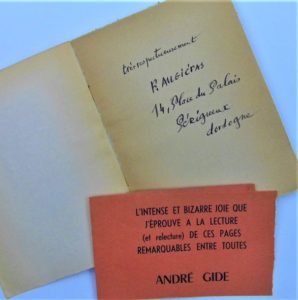 très respectueusement
F. AUGIÉRAS
14, Place du Palais
Périgueux
dordogne
L'INTENSE ET BIZARRE JOIE QUE
J'ÉPROUVE A LA LECTURE
(et relecture) DE CES PAGES
REMARQUABLES ENTRE TOUTES
ANDRÉ GIDE